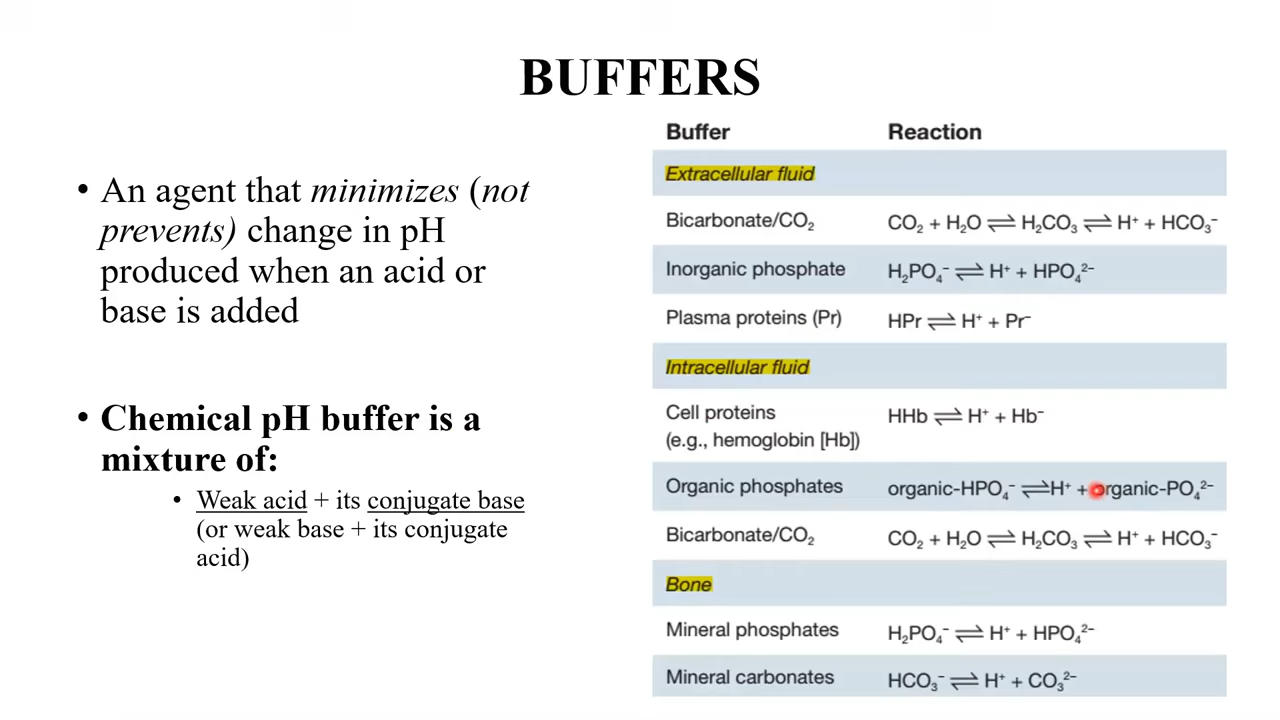 BUFFERS
• An agent that minimizes (not
prevents) change in pH
produced when an acid or
base is added
• Chemical pH buffer is a
mixture of:
• Weak acid + its conjugate base
(or weak base + its conjugate
acid)
Buffer Reaction
Extracellular fluid
Bicarbonate/CO₂ CO₂ + H₂O ⇌ H₂CO₃ ⇌ H⁺ + HCO₃⁻
Inorganic phosphate H₂PO₄⁻ ⇌ H⁺ + HPO₄²⁻
Plasma proteins (Pr) HPr ⇌ H⁺ + Pr⁻
Intracellular fluid
Cell proteins HHb ⇌ H⁺ + Hb⁻
(e.g., hemoglobin [Hb])
Organic phosphates organic-HPO₄⁻ ⇌ H⁺ + organic-PO₄²⁻
Bicarbonate/CO₂ CO₂ + H₂O ⇌ H₂CO₃ ⇌ H⁺ + HCO₃⁻
Bone
Mineral phosphates H₂PO₄⁻ ⇌ H⁺ + HPO₄²⁻
Mineral carbonates HCO₃⁻ ⇌ H⁺ + CO₃²⁻